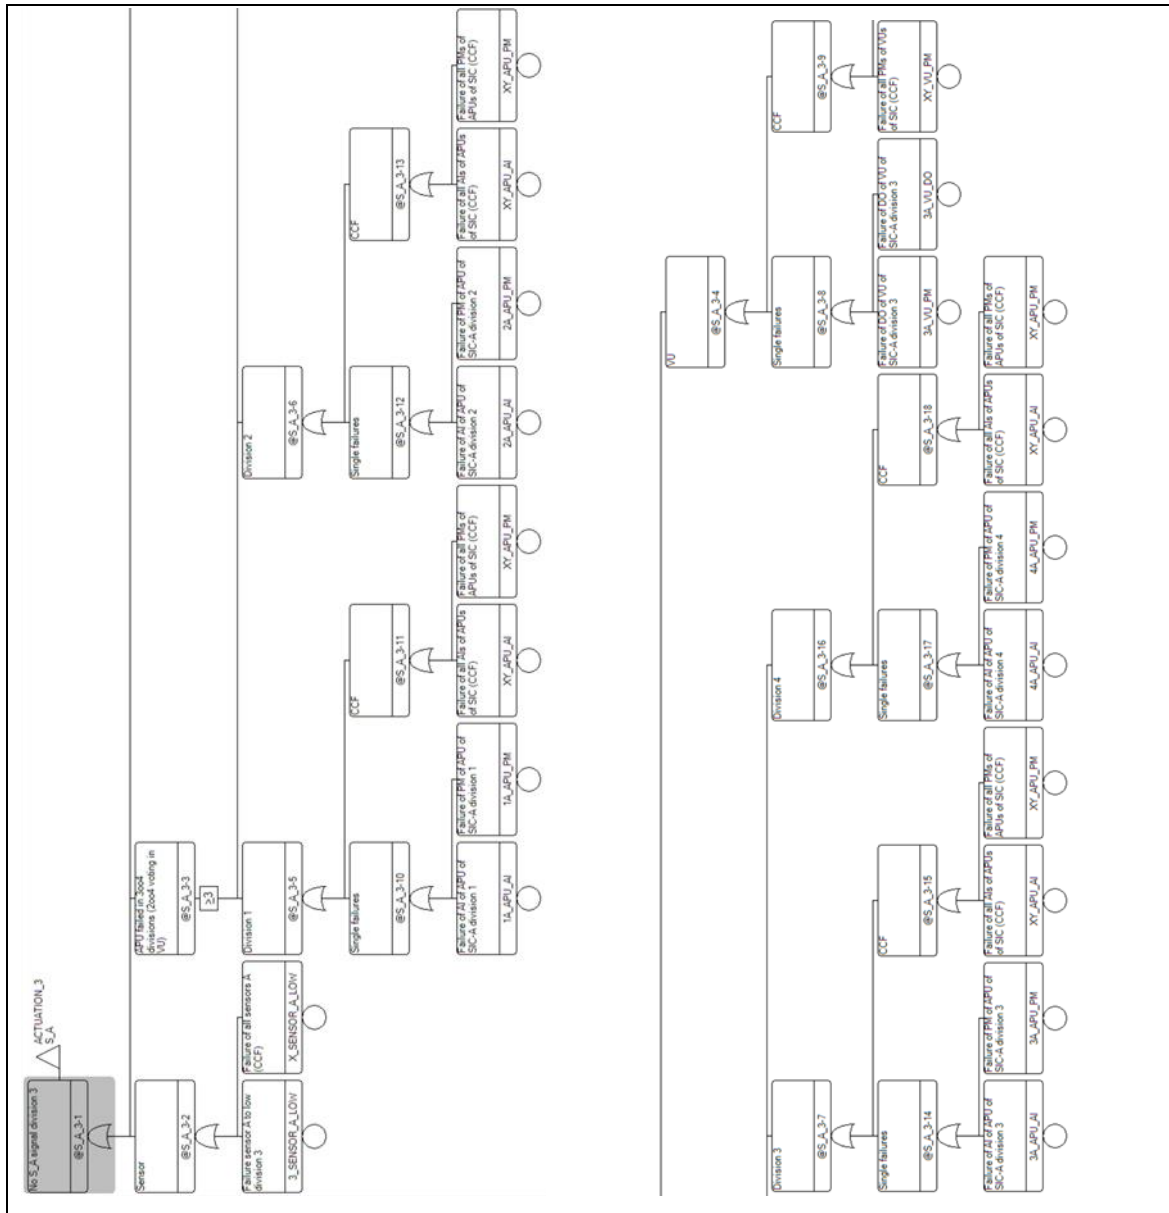 No S_A signal division 3
@S_A_3-1
ACTUATION_3
S_A
Sensor
@S_A_3-2
APU failed in 3oo4
divisions (2oo4 voting in
VU)
@S_A_3-3
≥3
Failure sensor A to low
division 3
3_SENSOR_A_LOW
Failure of all sensors A
(CCF)
X_SENSOR_A_LOW
Division 1
@S_A_3-5
Division 2
@S_A_3-6
Single failures
@S_A_3-10
CCF
@S_A_3-11
Single failures
@S_A_3-12
CCF
@S_A_3-13
Failure of AI of APU of
SIC-A division 1
1A_APU_AI
Failure of PM of APU of
SIC-A division 1
1A_APU_PM
Failure of all AIs of APUs
of SIC (CCF)
XY_APU_AI
Failure of all PMs of
APUs of SIC (CCF)
XY_APU_PM
Failure of AI of APU of
SIC-A division 2
2A_APU_AI
Failure of PM of APU of
SIC-A division 2
2A_APU_PM
Failure of all AIs of APUs
of SIC (CCF)
XY_APU_AI
Failure of all PMs of
APUs of SIC (CCF)
XY_APU_PM
VU
@S_A_3-4
Division 3
@S_A_3-7
Division 4
@S_A_3-16
Single failures
@S_A_3-8
CCF
@S_A_3-9
Single failures
@S_A_3-14
CCF
@S_A_3-15
Single failures
@S_A_3-17
CCF
@S_A_3-18
Failure of DO of VU of
SIC-A division 3
3A_VU_PM
Failure of DO of VU of
SIC-A division 3
3A_VU_DO
Failure of all PMs of VUs
of SIC (CCF)
XY_VU_PM
Failure of AI of APU of
SIC-A division 3
3A_APU_AI
Failure of PM of APU of
SIC-A division 3
3A_APU_PM
Failure of all AIs of APUs
of SIC (CCF)
XY_APU_AI
Failure of all PMs of
APUs of SIC (CCF)
XY_APU_PM
Failure of AI of APU of
SIC-A division 4
4A_APU_AI
Failure of PM of APU of
SIC-A division 4
4A_APU_PM
Failure of all AIs of APUs
of SIC (CCF)
XY_APU_AI
Failure of all PMs of
APUs of SIC (CCF)
XY_APU_PM